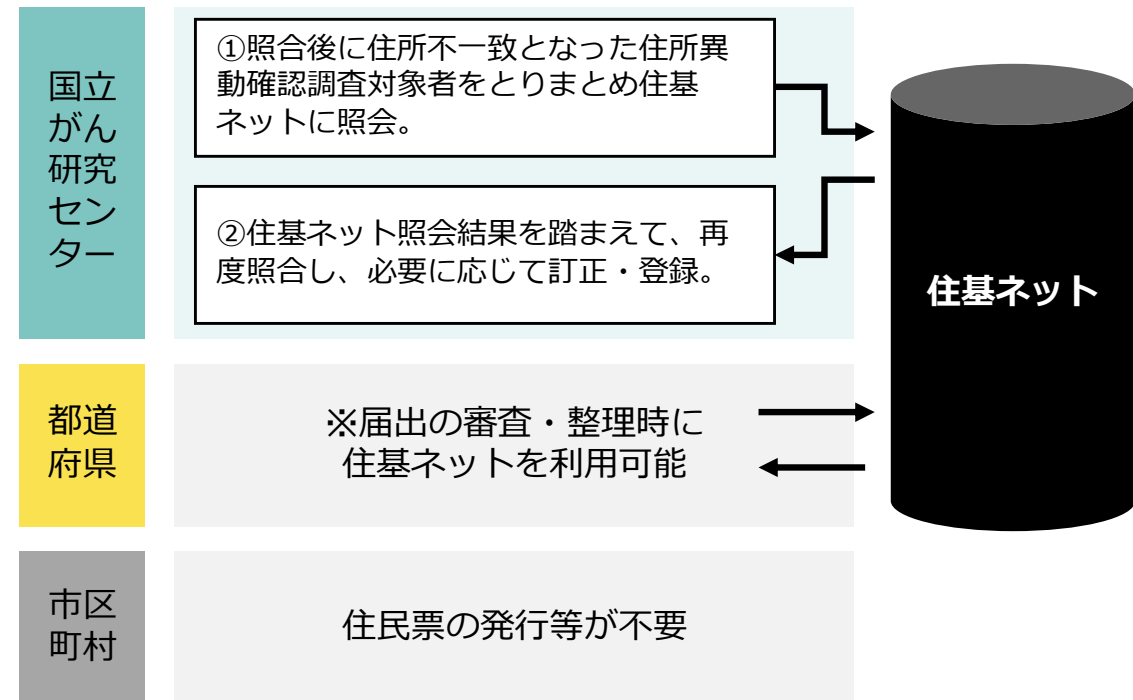 国立
がん
研究
セン
ター
①照合後に住所不一致となった住所異
動確認調査対象者をとりまとめ住基
ネットに照会。
②住基ネット照会結果を踏まえて、再
度照合し、必要に応じて訂正・登録。
住基ネット
都道
府県
※届出の審査・整理時に
住基ネットを利用可能
市区
町村
住民票の発行等が不要